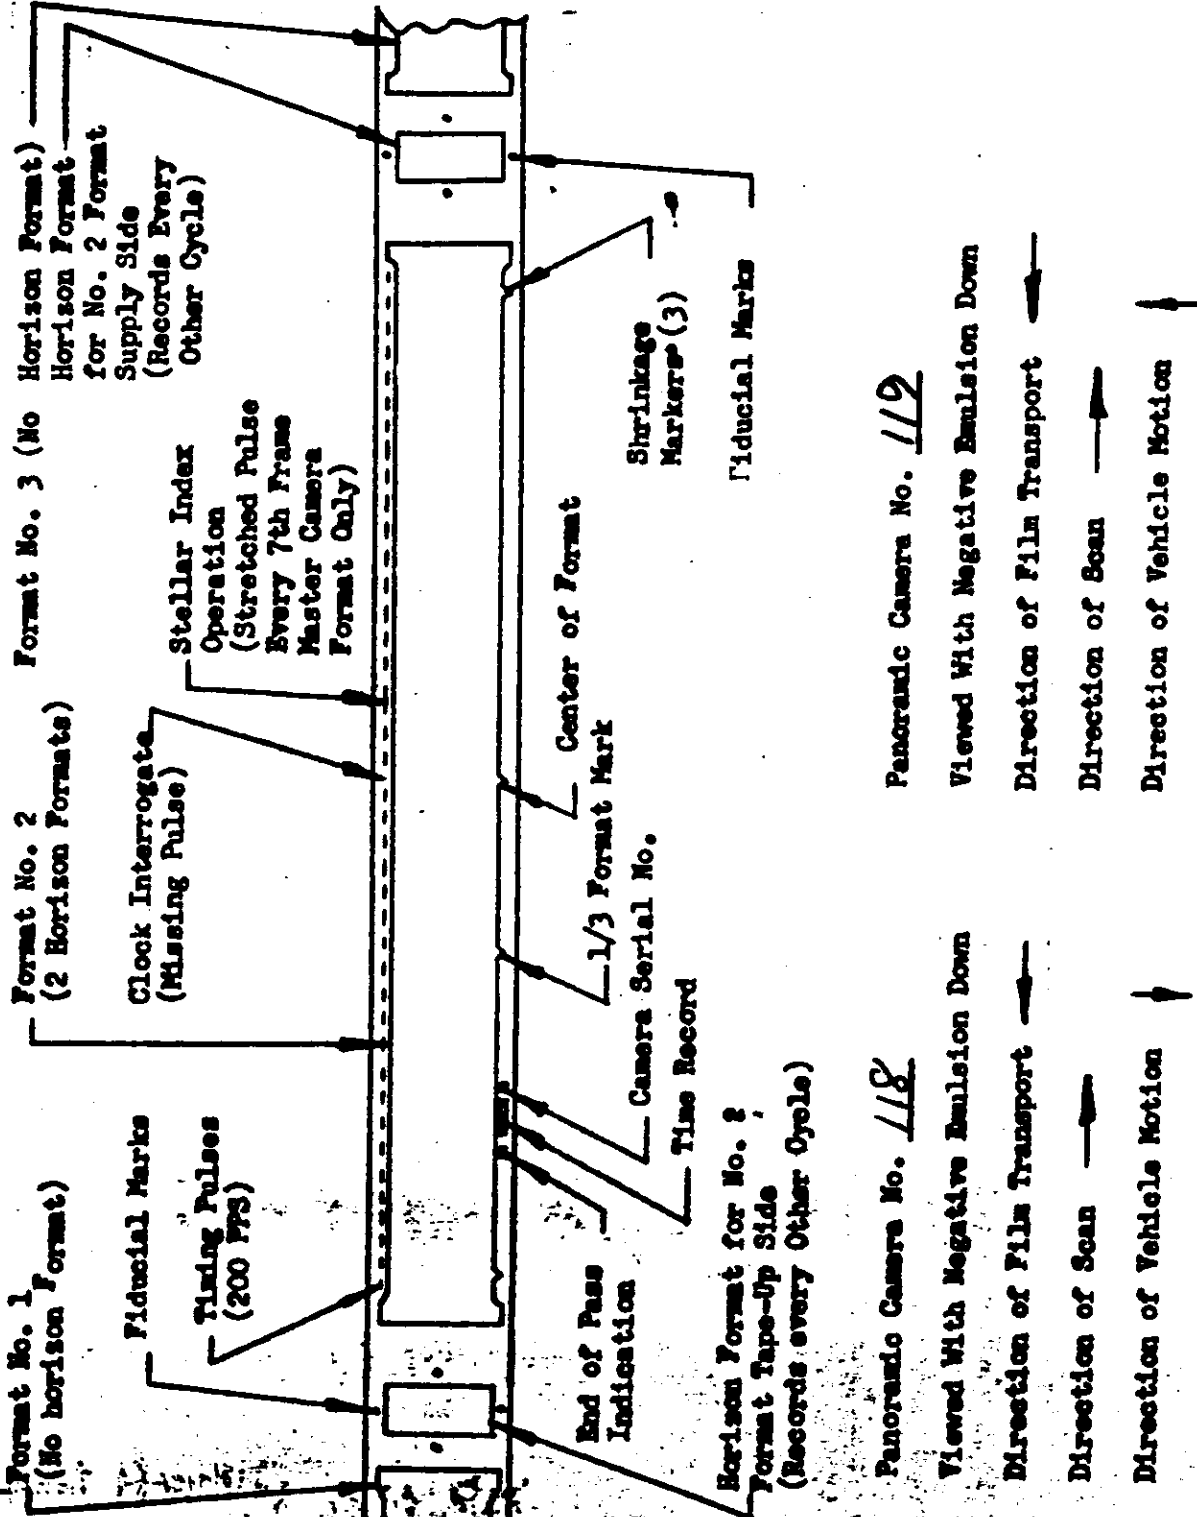 Format No. 1
(No horizon Format)
Format No. 2
(2 Horizon Formats)
Format No. 3 (No Horizon Format)
Horizon Format
for No. 2 Format
Supply Side
(Records Every
Other Cycle)
Fiducial Marks
Timing Pulses
(200 PPS)
Clock Interrogate
(Missing Pulse)
Stellar Index
Operation
(Stretched Pulse
Every 7th Frame
Master Camera
Format Only)
End of Pass
Indication
Time Record
Camera Serial No.
1/3 Format Mark
Center of Format
Shrinkage
Markers (3)
Fiducial Marks
Horizon Format for No. 2
Format Tape-Up Side
(Records every Other Cycle)
Panoramic Camera No. 118
Viewed With Negative Emulsion Down
Direction of Film Transport
Direction of Scan
Direction of Vehicle Motion
Panoramic Camera No. 119
Viewed With Negative Emulsion Down
Direction of Film Transport
Direction of Scan
Direction of Vehicle Motion